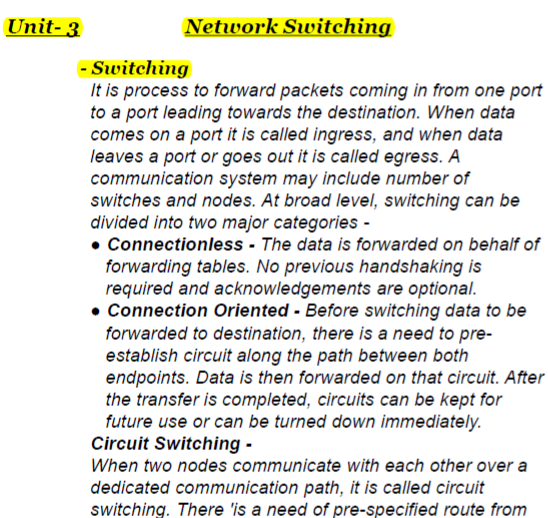 Unit- 3 Network Switching
- Switching
It is process to forward packets coming in from one port
to a port leading towards the destination. When data
comes on a port it is called ingress, and when data
leaves a port or goes out it is called egress. A
communication system may include number of
switches and nodes. At broad level, switching can be
divided into two major categories -
● Connectionless - The data is forwarded on behalf of
forwarding tables. No previous handshaking is
required and acknowledgements are optional.
● Connection Oriented - Before switching data to be
forwarded to destination, there is a need to pre-
establish circuit along the path between both
endpoints. Data is then forwarded on that circuit. After
the transfer is completed, circuits can be kept for
future use or can be turned down immediately.
Circuit Switching -
When two nodes communicate with each other over a
dedicated communication path, it is called circuit
switching. There 'is a need of pre-specified route from